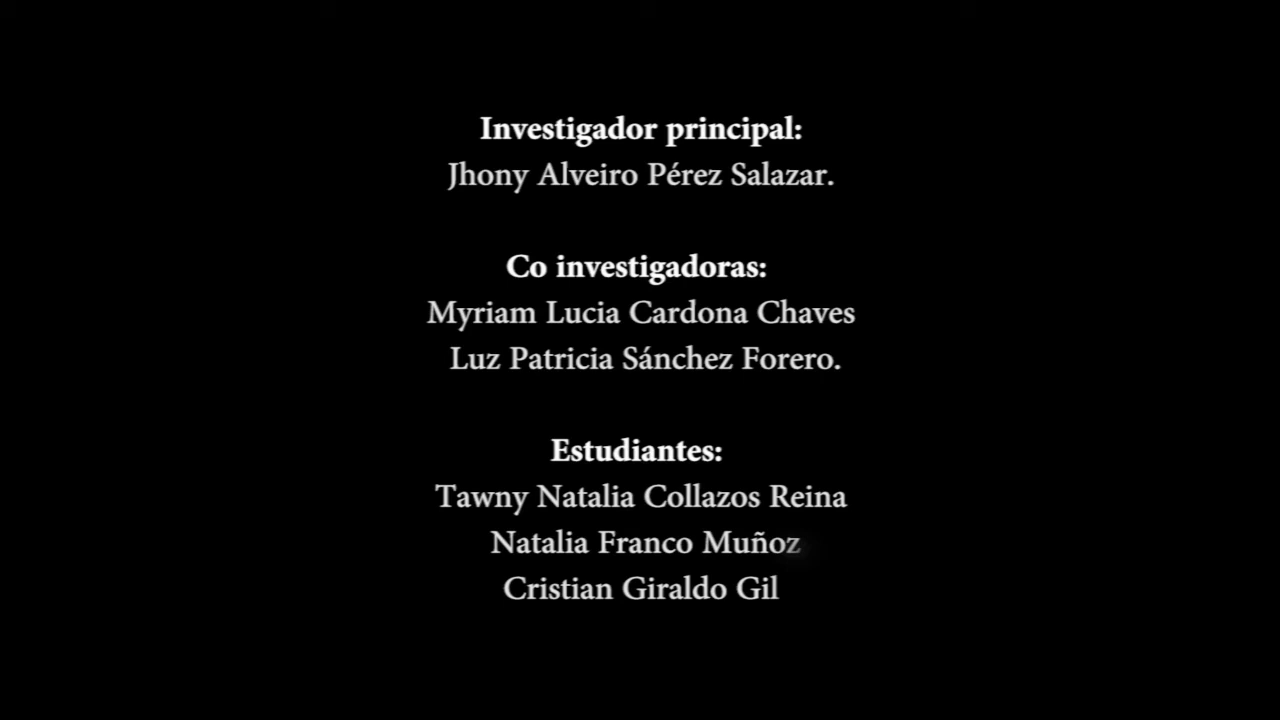 Investigador principal:
Jhony Alveiro Pérez Salazar.
Co investigadoras:
Myriam Lucia Cardona Chaves
Luz Patricia Sánchez Forero.
Estudiantes:
Tawny Natalia Collazos Reina
Natalia Franco Muñoz
Cristian Giraldo Gil